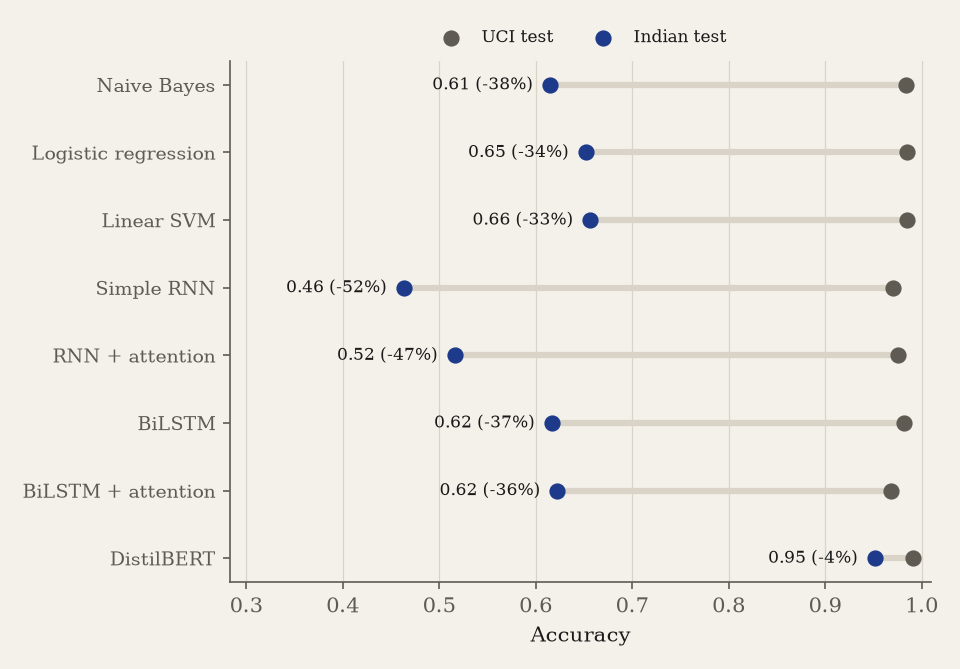 UCI test Indian test
Naive Bayes 0.61 (-38%)
Logistic regression 0.65 (-34%)
Linear SVM 0.66 (-33%)
Simple RNN 0.46 (-52%)
RNN + attention 0.52 (-47%)
BiLSTM 0.62 (-37%)
BiLSTM + attention 0.62 (-36%)
DistilBERT 0.95 (-4%)
0.3 0.4 0.5 0.6 0.7 0.8 0.9 1.0
Accuracy